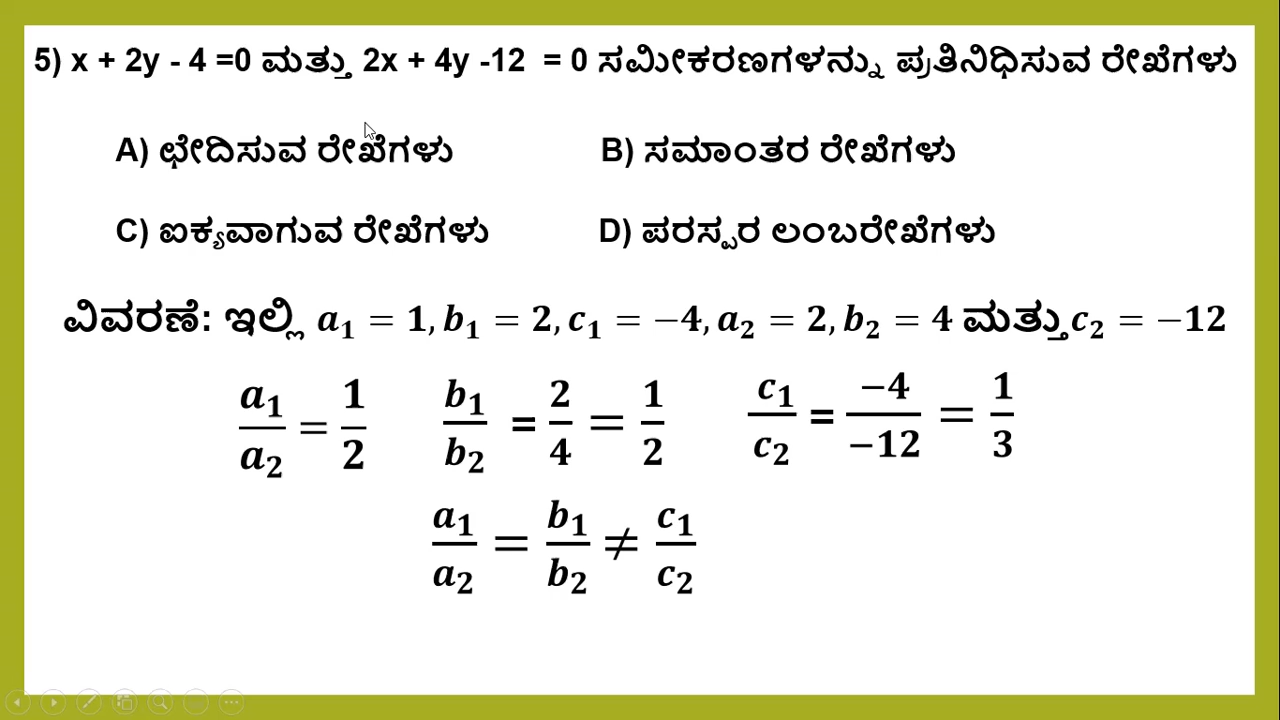 5) x + 2y - 4 =0 ಮತ್ತು 2x + 4y -12 = 0 ಸಮೀಕರಣಗಳನ್ನು ಪ್ರತಿನಿಧಿಸುವ ರೇಖೆಗಳು
A) ಛೇದಿಸುವ ರೇಖೆಗಳು B) ಸಮಾಂತರ ರೇಖೆಗಳು
C) ಐಕ್ಯವಾಗುವ ರೇಖೆಗಳು D) ಪರಸ್ಪರ ಲಂಬರೇಖೆಗಳು
ವಿವರಣೆ: ಇಲ್ಲಿ a₁ = 1, b₁ = 2, c₁ = −4, a₂ = 2, b₂ = 4 ಮತ್ತು c₂ = −12
a₁/a₂ = 1/2 b₁/b₂ = 2/4 = 1/2 c₁/c₂ = −4/−12 = 1/3
a₁/a₂ = b₁/b₂ ≠ c₁/c₂